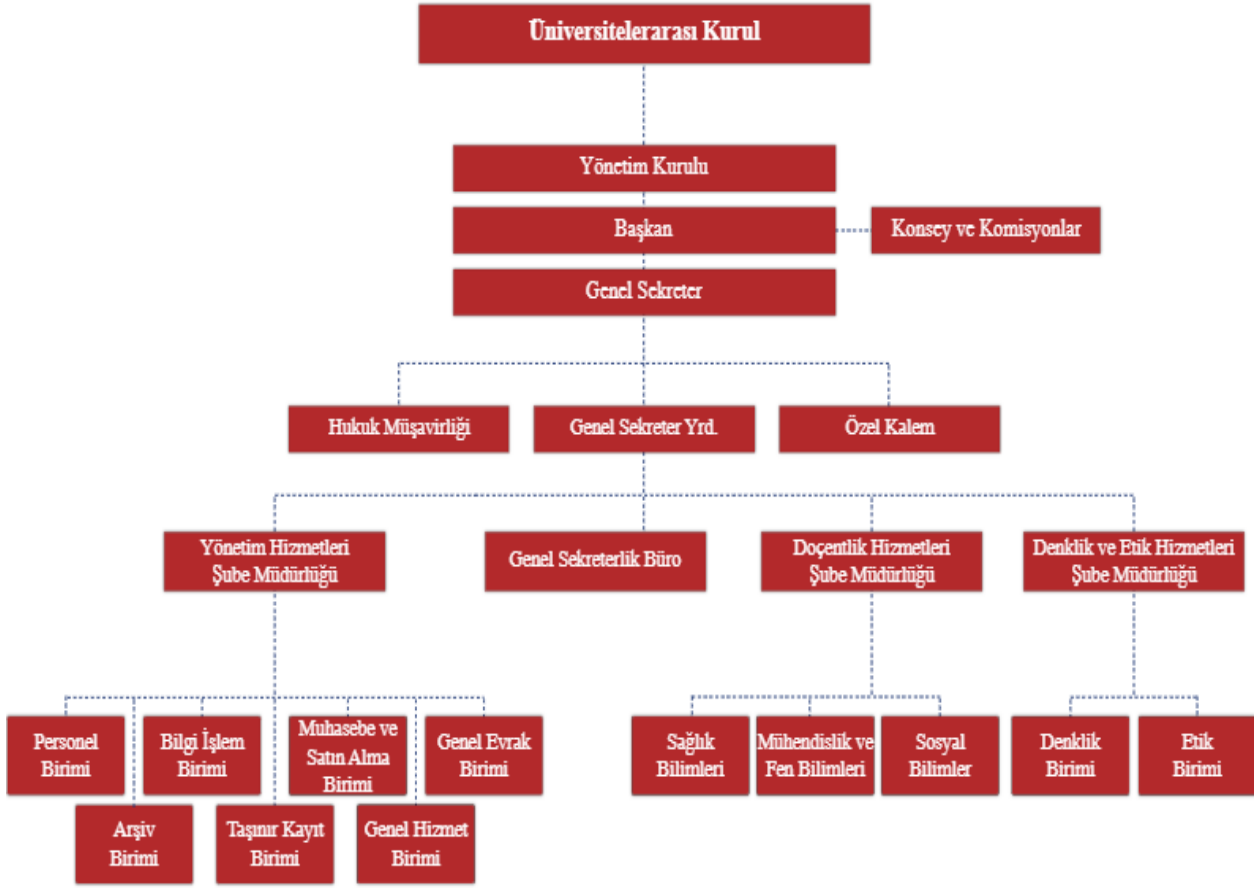 Üniversitelerarası Kurul
Yönetim Kurulu
Başkan
Konsey ve Komisyonlar
Genel Sekreter
Hukuk Müşavirliği
Genel Sekreter Yrd.
Özel Kalem
Yönetim Hizmetleri
Şube Müdürlüğü
Genel Sekreterlik Büro
Doçentlik Hizmetleri
Şube Müdürlüğü
Denklik ve Etik Hizmetleri
Şube Müdürlüğü
Personel
Birimi
Bilgi İşlem
Birimi
Muhasebe ve
Satın Alma
Birimi
Genel Evrak
Birimi
Sağlık
Bilimleri
Mühendislik ve
Fen Bilimleri
Sosyal
Bilimler
Denklik
Birimi
Etik
Birimi
Arşiv
Birimi
Taşınır Kayıt
Birimi
Genel Hizmet
Birimi